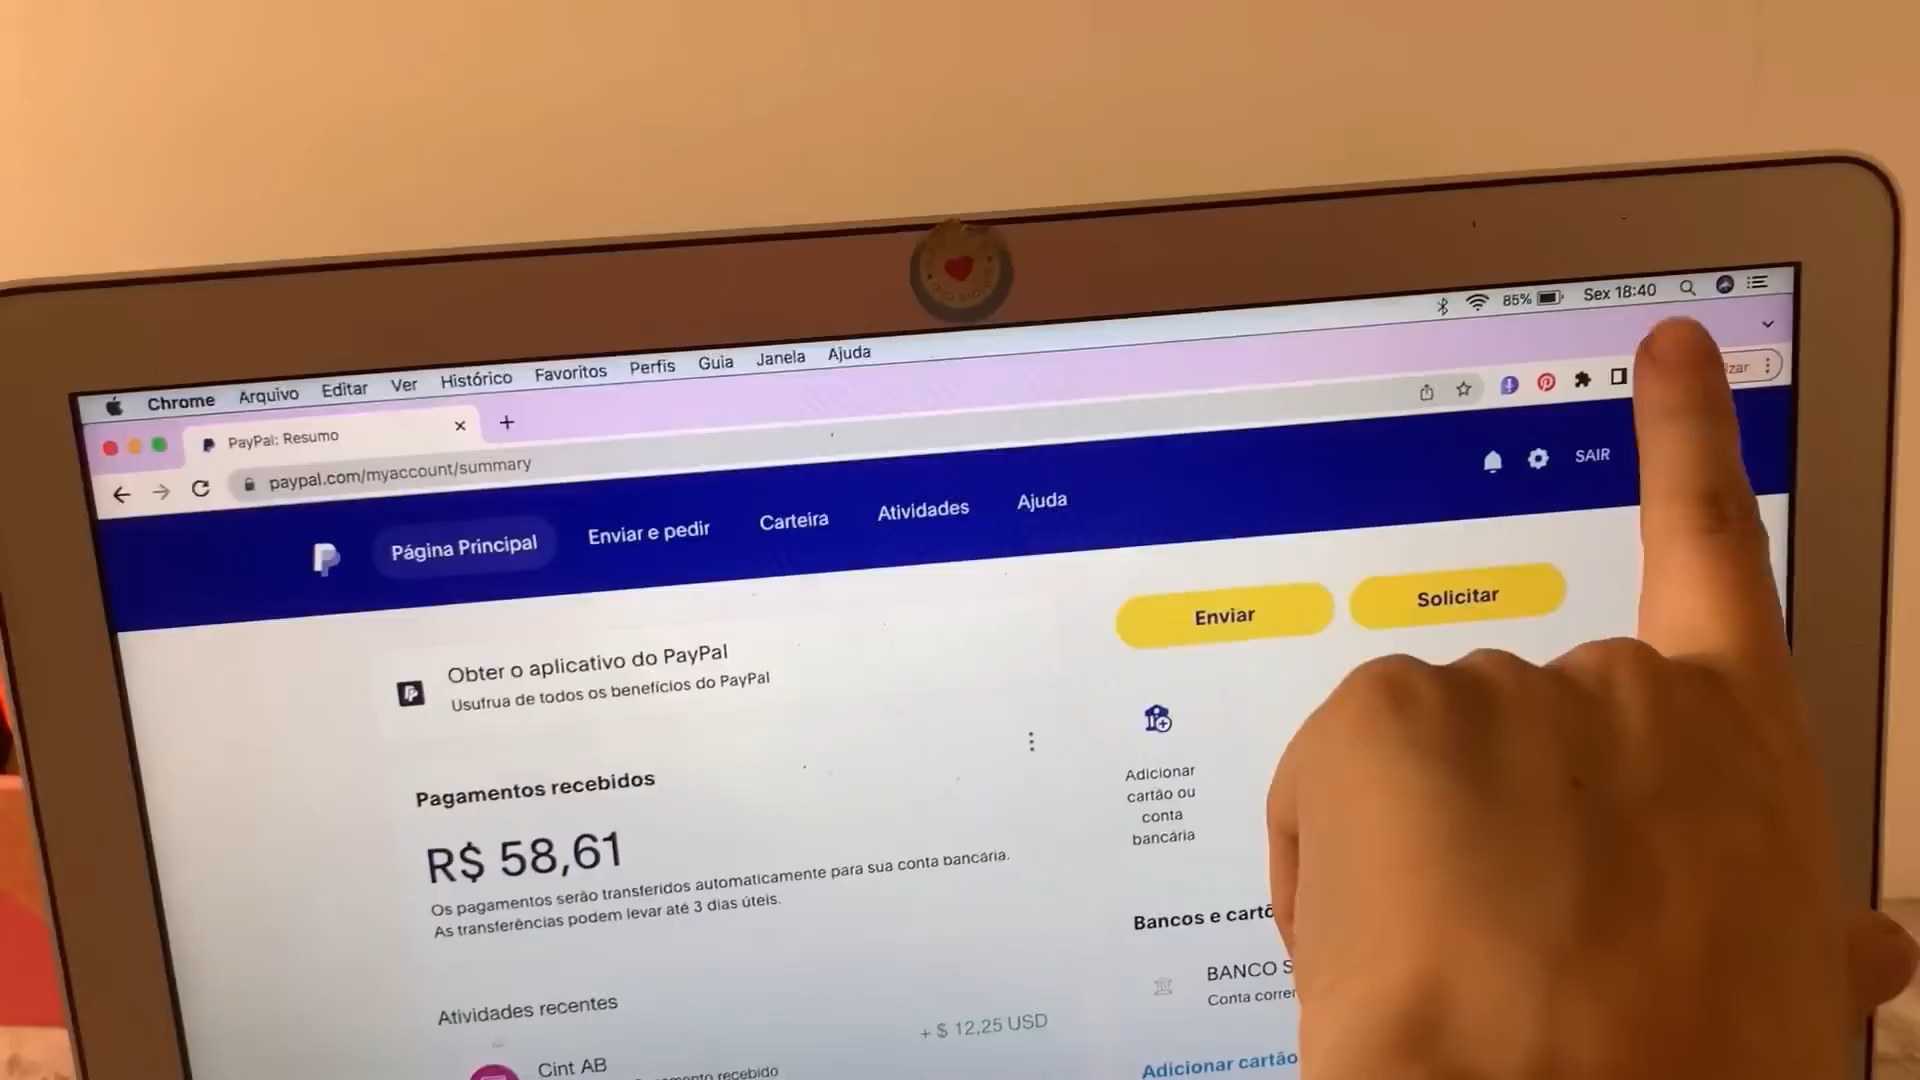 85%
Sex 18:40
Chrome Arquivo Editar Ver Histórico Favoritos Perfis Guia Janela Ajuda
PayPal: Resumo
paypal.com/myaccount/summary
Página Principal
Enviar e pedir
Carteira
Atividades
Ajuda
SAIR
Obter o aplicativo do PayPal
Usufrua de todos os benefícios do PayPal
Enviar
Solicitar
Adicionar
cartão ou
conta
bancária
Pagamentos recebidos
R$ 58,61
Os pagamentos serão transferidos automaticamente para sua conta bancária.
As transferências podem levar até 3 dias úteis.
Bancos e
BANCO
Atividades recentes
+ $ 12,25 USD
Cint AB
recebido
Adicionar cartão